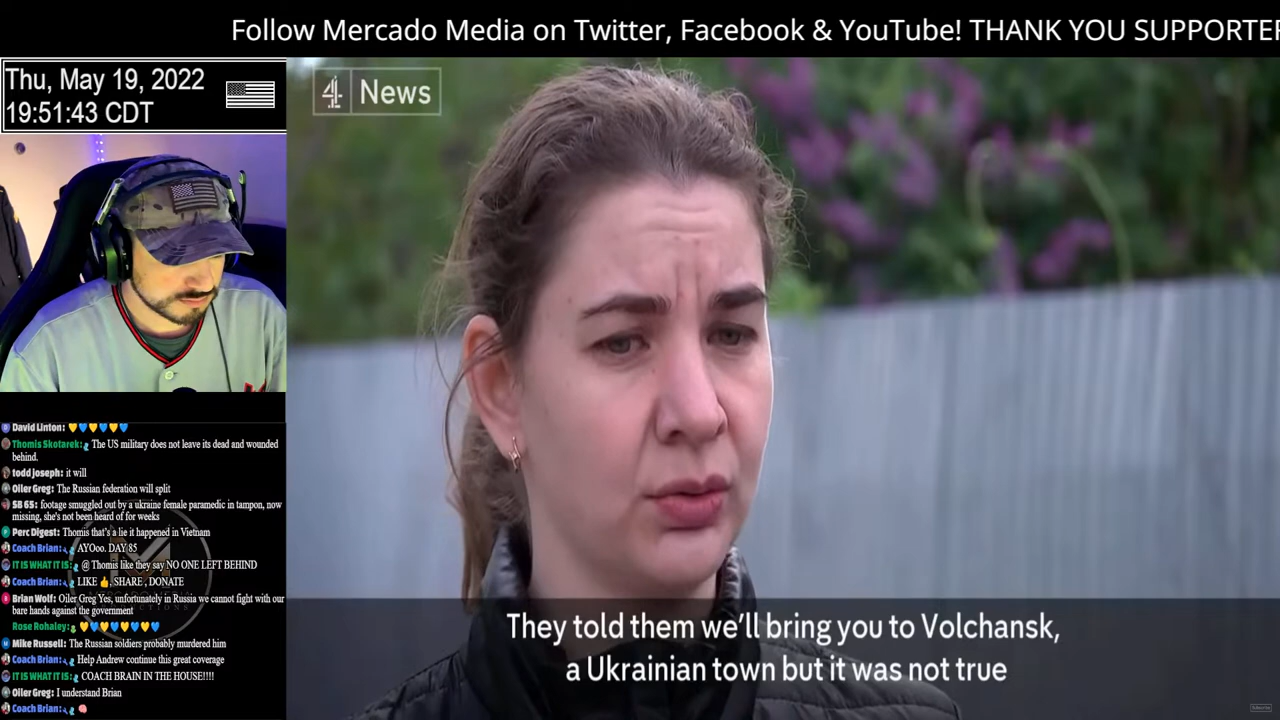 Follow Mercado Media on Twitter, Facebook & YouTube! THANK YOU SUPPORTER
Thu, May 19, 2022
19:51:43 CDT
4 News
David Linton: 💛💙💛💙💛💙
Thomis Skotarek: The US military does not leave its dead and wounded
behind.
todd joseph: it will
Oiler Greg: The Russian federation will split
SB 65: footage smuggled out by a ukraine female paramedic in tampon, now
missing, she's not been heard of for weeks
Perc Digest: Thomis that's a lie it happened in Vietnam
Coach Brian: AYOoo. DAY 85
IT IS WHAT IT IS: @ Thomis like they say NO ONE LEFT BEHIND
Coach Brian: LIKE 👍, SHARE , DONATE
Brian Wolf: Oiler Greg Yes, unfortunately in Russia we cannot fight with our
bare hands against the government
Rose Rohaley: 💛💙💛💙💛💙💙
Mike Russell: The Russian soldiers probably murdered him
Coach Brian: Help Andrew continue this great coverage
IT IS WHAT IT IS: COACH BRAIN IN THE HOUSE!!!!
Oiler Greg: I understand Brian
Coach Brian: 🧠
They told them we'll bring you to Volchansk,
a Ukrainian town but it was not true